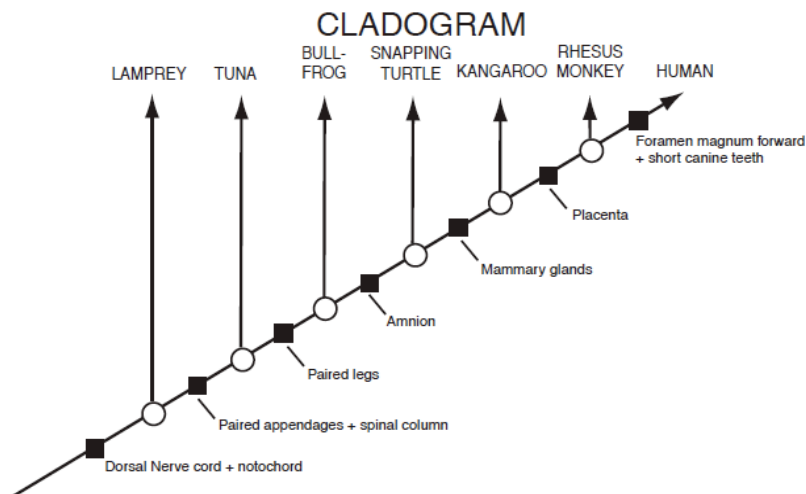 CLADOGRAM
LAMPREY
TUNA
BULL-
FROG
SNAPPING
TURTLE
KANGAROO
RHESUS
MONKEY
HUMAN
Foramen magnum forward
+ short canine teeth
Placenta
Mammary glands
Amnion
Paired legs
Paired appendages + spinal column
Dorsal Nerve cord + notochord